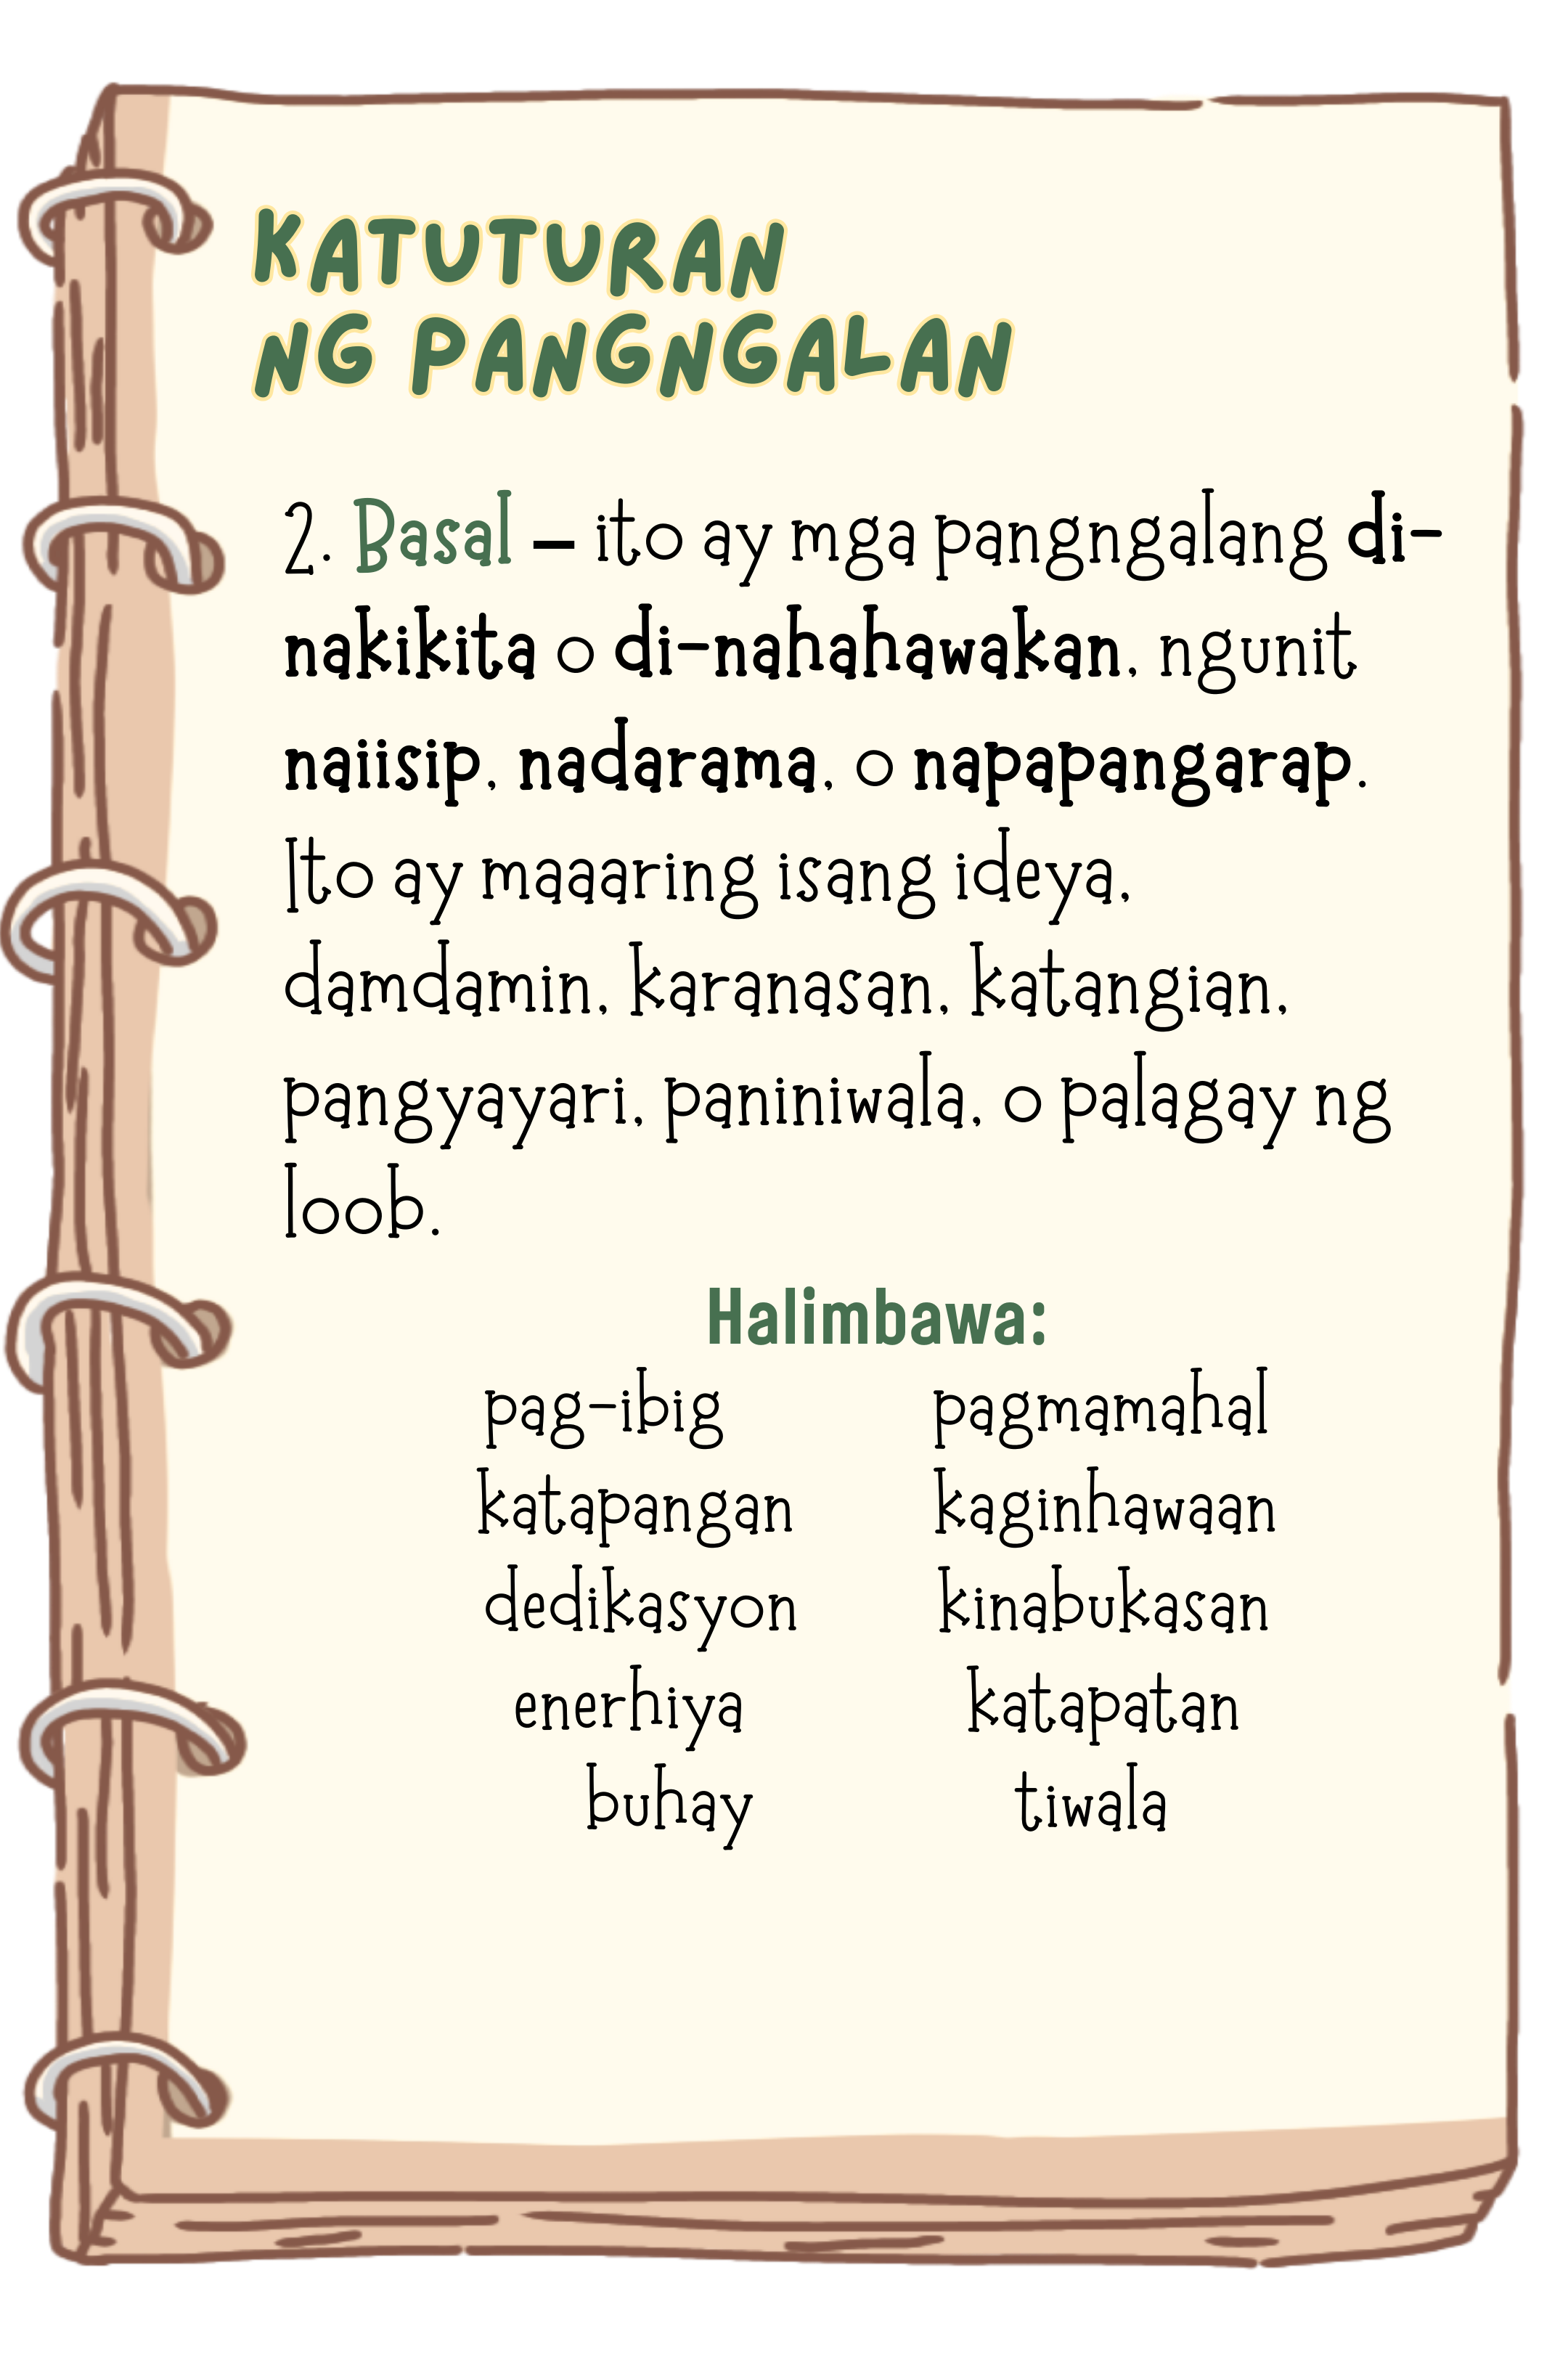 KATUTURAN
NG PANGNGALAN
2. Basal – ito ay mga pangngalang di-
nakikita o di-nahahawakan, ngunit
naiisip, nadarama, o napapangarap.
Ito ay maaaring isang ideya,
damdamin, karanasan, katangian,
pangyayari, paniniwala, o palagay ng
loob.
Halimbawa:
pag-ibig pagmamahal
katapangan kaginhawaan
dedikasyon kinabukasan
enerhiya katapatan
buhay tiwala